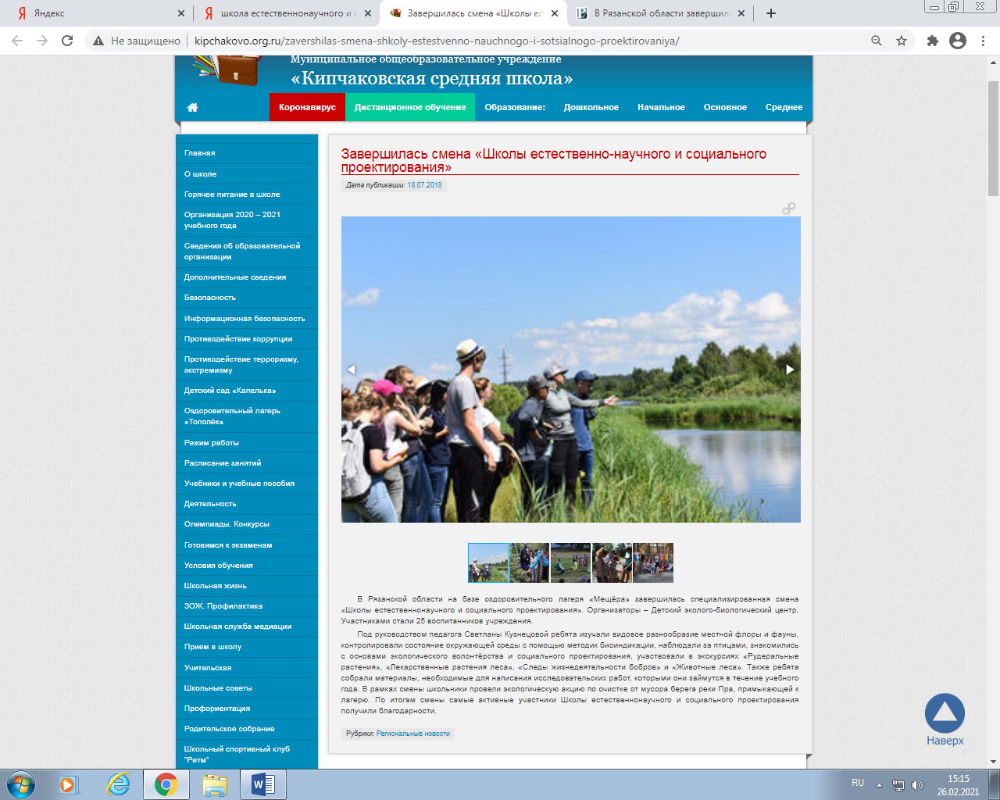 Яндекс
школа естественнонаучного и с
Завершилась смена «Школы ес
В Рязанской области завершила
Не защищено
kipchakovo.org.ru/zavershilas-smena-shkoly-estestvenno-nauchnogo-i-sotsialnogo-proektirovaniya/
Муниципальное общеобразовательное учреждение
«Кипчаковская средняя школа»
Коронавирус Дистанционное обучение Образование: Дошкольное Начальное Основное Среднее
Главная
О школе
Горячее питание в школе
Организация 2020 – 2021
учебного года
Сведения об образовательной
организации
Дополнительные сведения
Безопасность
Информационная безопасность
Противодействие коррупции
Противодействие терроризму,
экстремизму
Детский сад «Капелька»
Оздоровительный лагерь
«Тополёк»
Режим работы
Расписание занятий
Учебники и учебные пособия
Деятельность
Олимпиады. Конкурсы
Готовимся к экзаменам
Условия обучения
Школьная жизнь
ЗОЖ. Профилактика
Школьная служба медиации
Прием в школу
Учительская
Школьные советы
Профориентация
Родительское собрание
Школьный спортивный клуб
"Ритм"
Завершилась смена «Школы естественно-научного и социального
проектирования»
Дата публикации: 18.07.2018
В Рязанской области на базе оздоровительного лагеря «Мещёра» завершилась специализированная смена
«Школы естественнонаучного и социального проектирования». Организаторы – Детский эколого-биологический центр,
Участниками стали 25 воспитанников учреждения.
Под руководством педагога Светланы Кузнецовой ребята изучали видовое разнообразие местной флоры и фауны,
контролировали состояние окружающей среды с помощью методик биоиндикации, наблюдали за птицами, знакомились
с основами экологического волонтёрства и социального проектирования, участвовали в экскурсиях «Рудеральные
растения», «Лекарственные растения леса», «Следы жизнедеятельности бобров» и «Животные леса». Также ребята
собрали материалы, необходимые для написания исследовательских работ, которыми они займутся в течение учебного
года. В рамках смены школьники провели экологическую акцию по очистке от мусора берега реки Пра, примыкающей к
лагерю. По итогам смены самые активные участники Школы естественнонаучного и социального проектирования
получили благодарности.
Рубрики: Региональные новости
Наверх
RU
15:15
26.02.2021